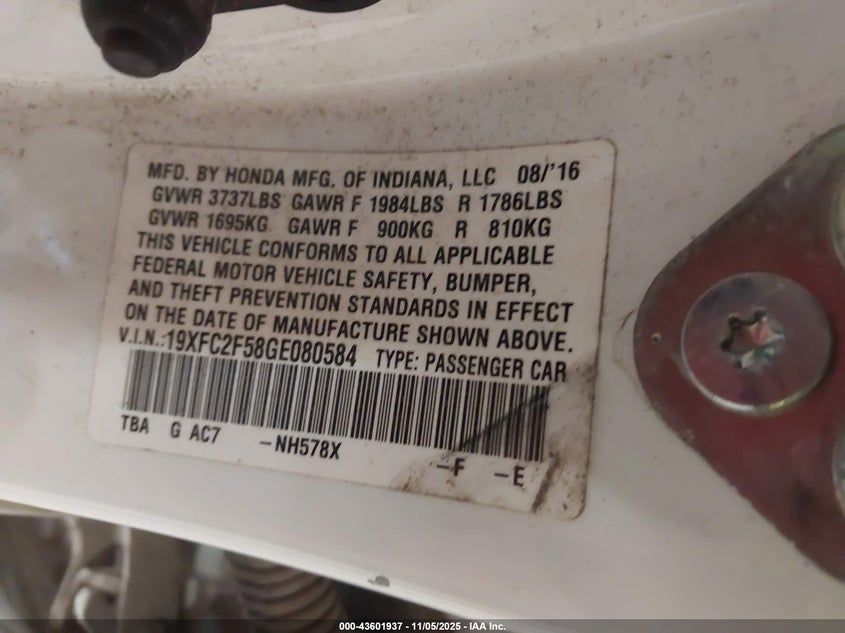 MFD. BY HONDA MFG. OF INDIANA, LLC 08/'16
GVWR 3737LBS GAWR F 1984LBS R 1786LBS
GVWR 1695KG GAWR F 900KG R 810KG
THIS VEHICLE CONFORMS TO ALL APPLICABLE
FEDERAL MOTOR VEHICLE SAFETY, BUMPER,
AND THEFT PREVENTION STANDARDS IN EFFECT
ON THE DATE OF MANUFACTURE SHOWN ABOVE.
V.I.N.:19XFC2F58GE080584 TYPE: PASSENGER CAR
TBA G AC7 -NH578X -F -E
000-43601937 - 11/05/2025 - IAA Inc.